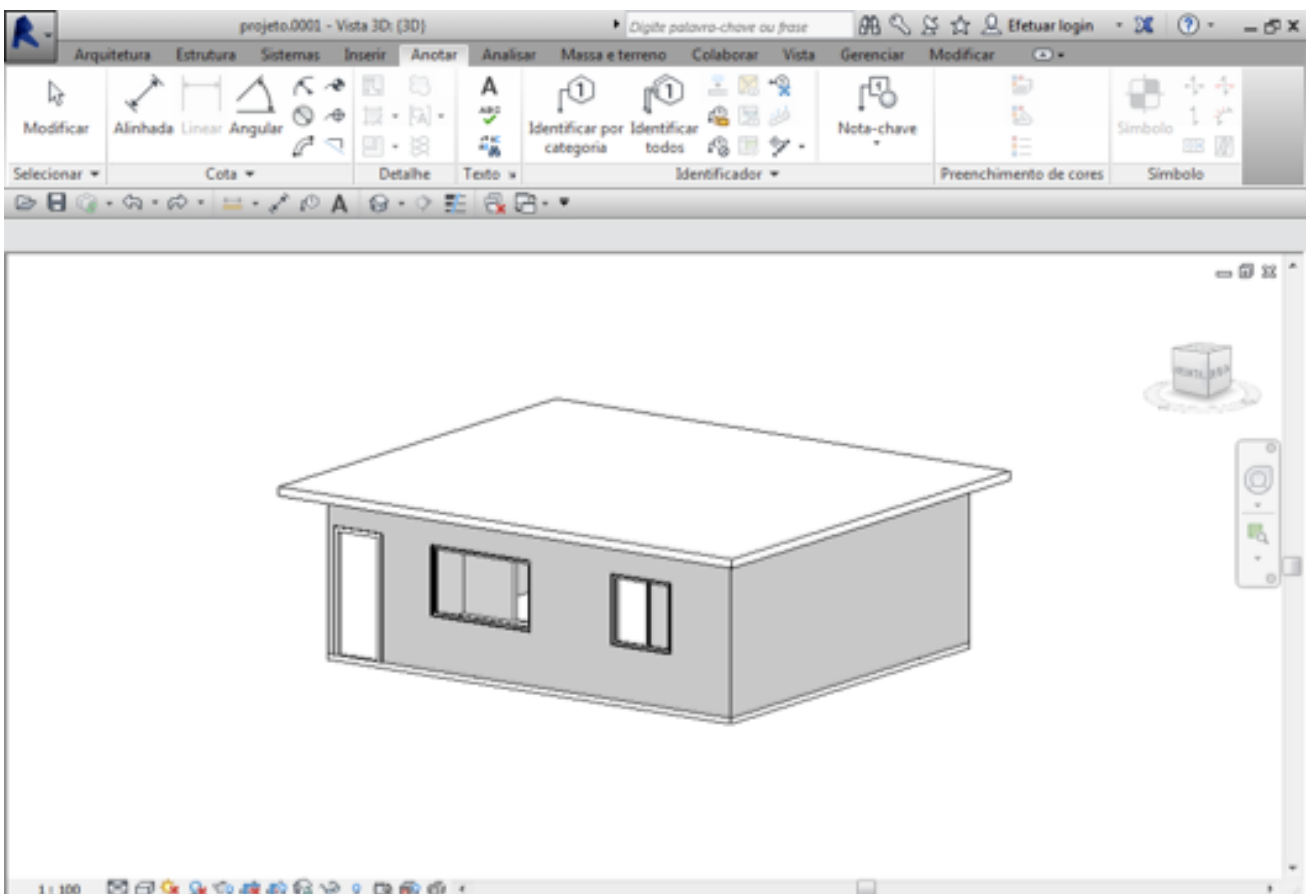 projeto.0001 - Vista 3D: {3D}
Digite palavra-chave ou frase
Efetuar login
Arquitetura Estrutura Sistemas Inserir Anotar Analisar Massa e terreno Colaborar Vista Gerenciar Modificar
Modificar Alinhada Linear Angular
A
ABC
Identificar por categoria
Identificar todos
Nota-chave
Símbolo
Selecionar Cota Detalhe Texto Identificador Preenchimento de cores Símbolo
A
1 : 100